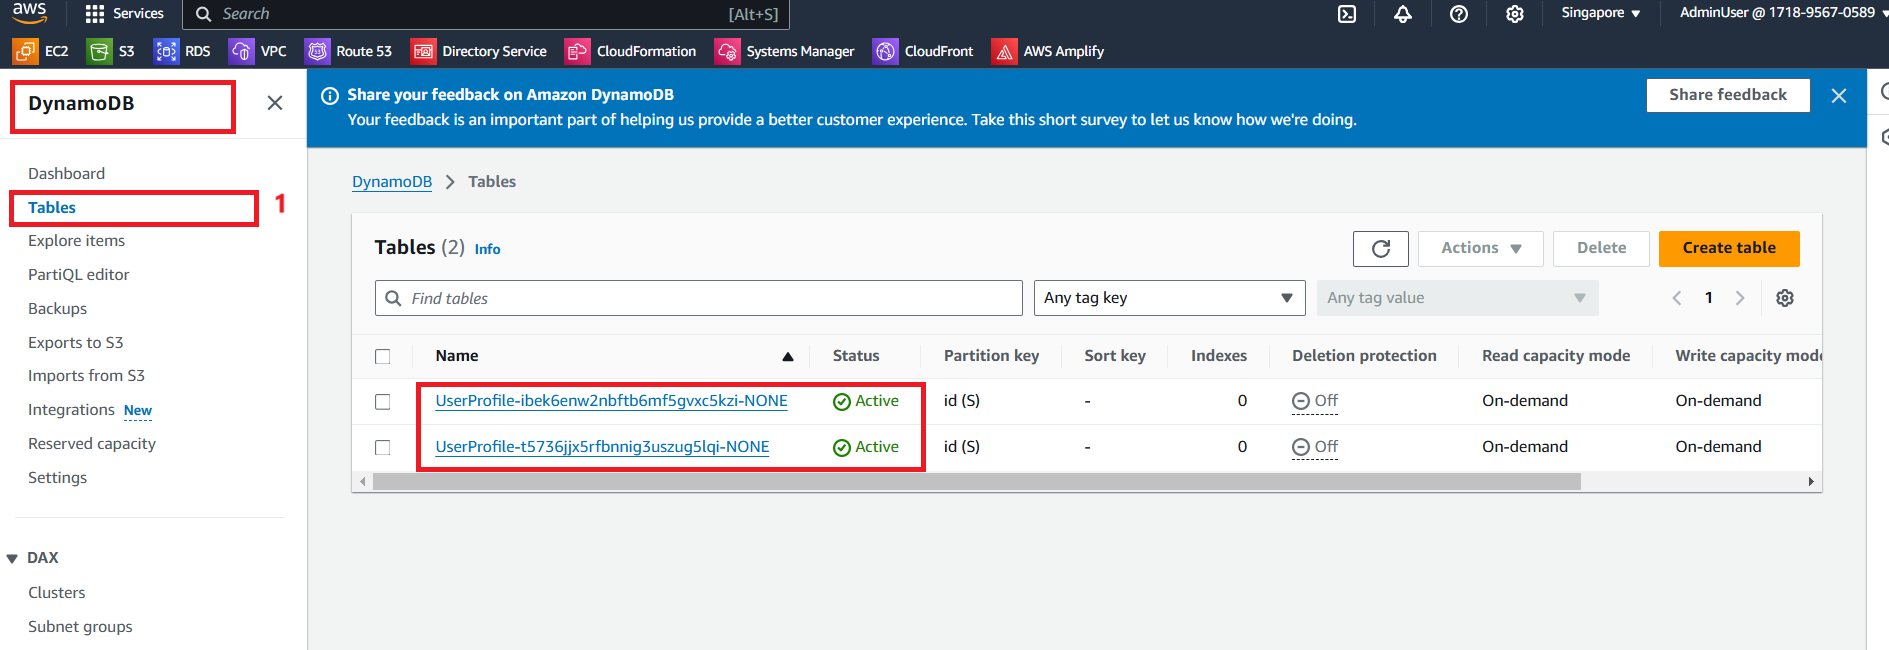 aws
Services
Search
[Alt+S]
Singapore
AdminUser @ 1718-9567-0589
EC2
S3
RDS
VPC
Route 53
Directory Service
CloudFormation
Systems Manager
CloudFront
AWS Amplify
DynamoDB
Share your feedback on Amazon DynamoDB
Your feedback is an important part of helping us provide a better customer experience. Take this short survey to let us know how we're doing.
Share feedback
Dashboard
Tables
1
Explore items
PartiQL editor
Backups
Exports to S3
Imports from S3
Integrations New
Reserved capacity
Settings
DAX
Clusters
Subnet groups
DynamoDB > Tables
Tables (2) Info
Actions
Delete
Create table
Find tables
Any tag key
Any tag value
1
Name Status Partition key Sort key Indexes Deletion protection Read capacity mode Write capacity mode
UserProfile-ibek6enw2nbftb6mf5gvxc5kzi-NONE Active id (S) - 0 Off On-demand On-demand
UserProfile-t5736jjx5rfbnnig3uszug5lqi-NONE Active id (S) - 0 Off On-demand On-demand